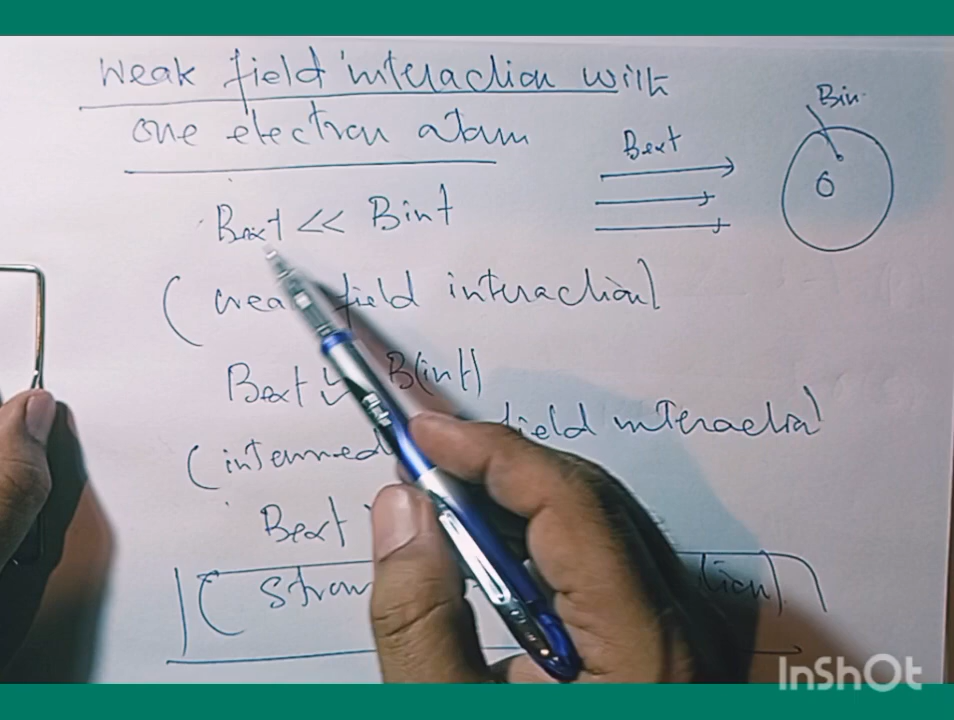 Weak field interaction with
one electron atom
Bext
Bin
Bext << Bint
( weak field interaction)
Bext B(int)
( intermed field interaction)
Bext
InShOt